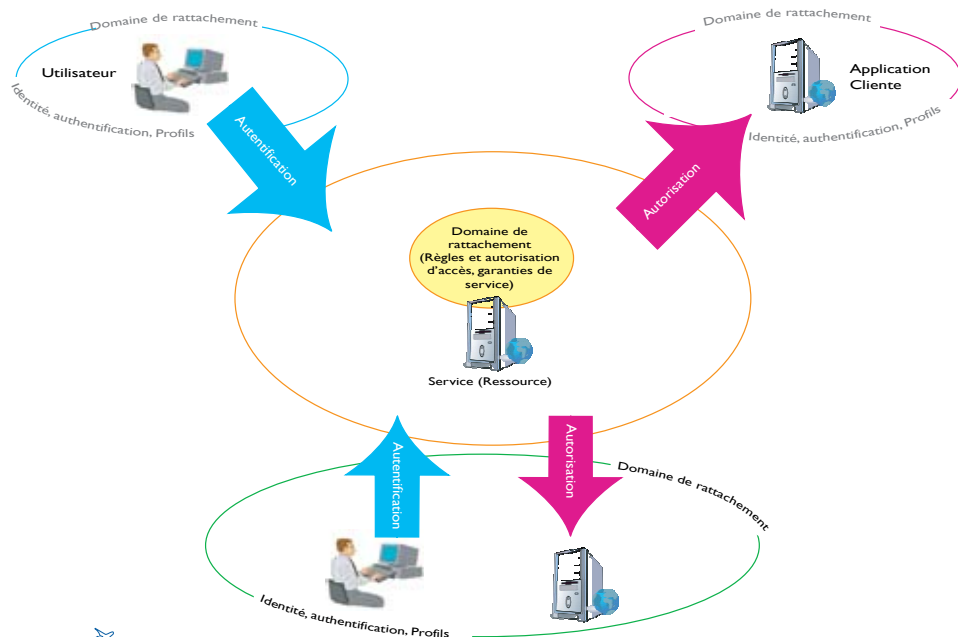 Domaine de rattachement
Utilisateur
Identité, authentification, Profils
Autentification
Domaine de rattachement
Application
Cliente
Identité, authentification, Profils
Autorisation
Domaine de
rattachement
(Règles et autorisation
d'accès, garanties de
service)
Service (Ressource)
Autentification
Autorisation
Domaine de rattachement
Identité, authentification, Profils